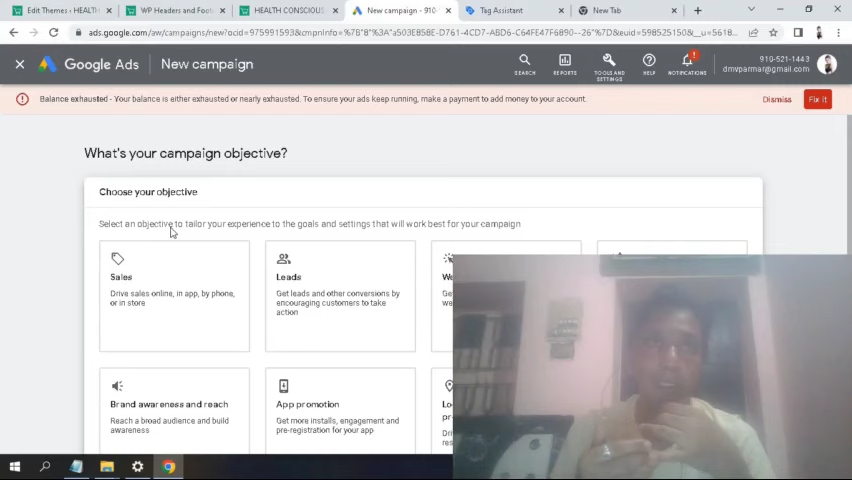 Edit Themes ‹ HEALTH
WP Headers and Foot
HEALTH CONSCIOUS
New campaign - 910-
Tag Assistant
New Tab
ads.google.com/aw/campaigns/new?ocid=975991593&cmpnInfo=%7B"8"%3A"a503E858E-D761-4CD7-ABD6-C64FE47F6B98--26"%7D&euid=598525150&__u=5618...
Google Ads
New campaign
SEARCH
REPORTS
TOOLS AND SETTINGS
HELP
NOTIFICATIONS
910-521-1443
dmvparmar@gmail.com
Balance exhausted - Your balance is either exhausted or nearly exhausted. To ensure your ads keep running, make a payment to add money to your account.
Dismiss
Fix it
What's your campaign objective?
Choose your objective
Select an objective to tailor your experience to the goals and settings that will work best for your campaign
Sales
Drive sales online, in app, by phone,
or in store
Leads
Get leads and other conversions by
encouraging customers to take
action
Brand awareness and reach
Reach a broad audience and build
awareness
App promotion
Get more installs, engagement and
pre-registration for your app